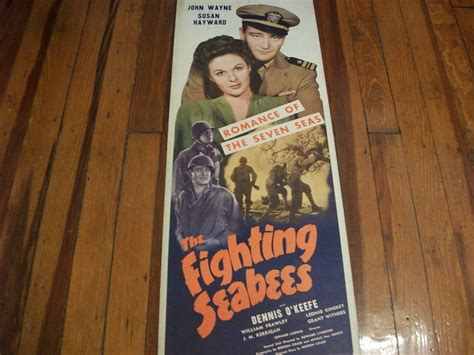 JOHN WAYNE
SUSAN
HAYWARD
ROMANCE OF
THE SEVEN SEAS
The
Fighting
Seabees
with
DENNIS O'KEEFE
WILLIAM FRAWLEY
LEONID KINSKEY
J. M. KERRIGAN
GRANT WITHERS